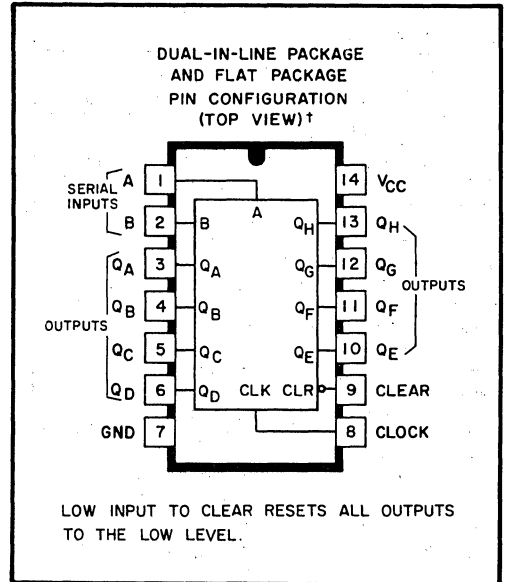 DUAL-IN-LINE PACKAGE
AND FLAT PACKAGE
PIN CONFIGURATION
(TOP VIEW)†
SERIAL INPUTS
A 1
B 2
QA 3
QB 4
QC 5
QD 6
OUTPUTS
GND 7
14 VCC
13 QH
12 QG
11 QF
10 QE
OUTPUTS
9 CLEAR
8 CLOCK
A
B QH
QA QG
QB QF
QC QE
QD CLK CLR
LOW INPUT TO CLEAR RESETS ALL OUTPUTS
TO THE LOW LEVEL.